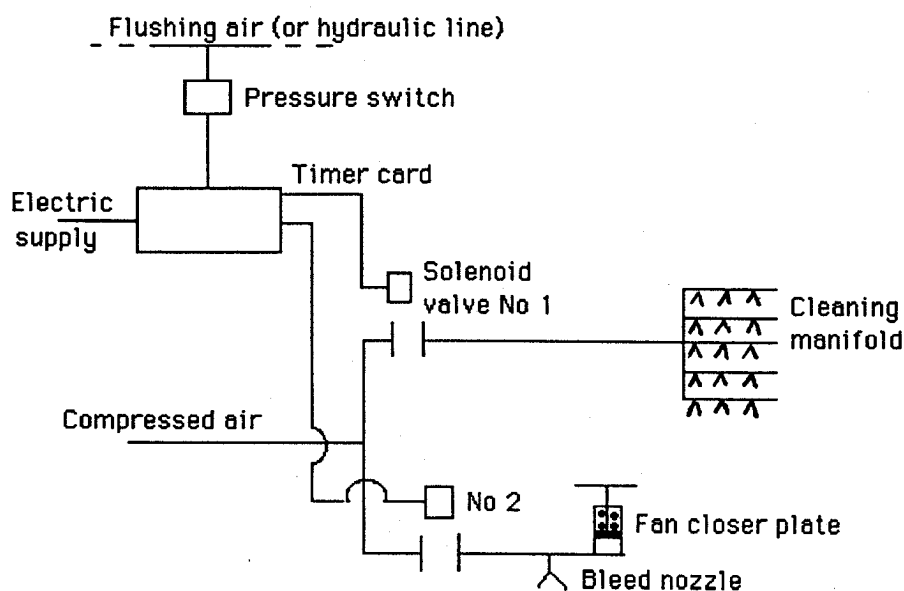 Flushing air (or hydraulic line)
Pressure switch
Timer card
Electric
supply
Solenoid
valve No 1
Cleaning
manifold
Compressed air
No 2
Fan closer plate
Bleed nozzle